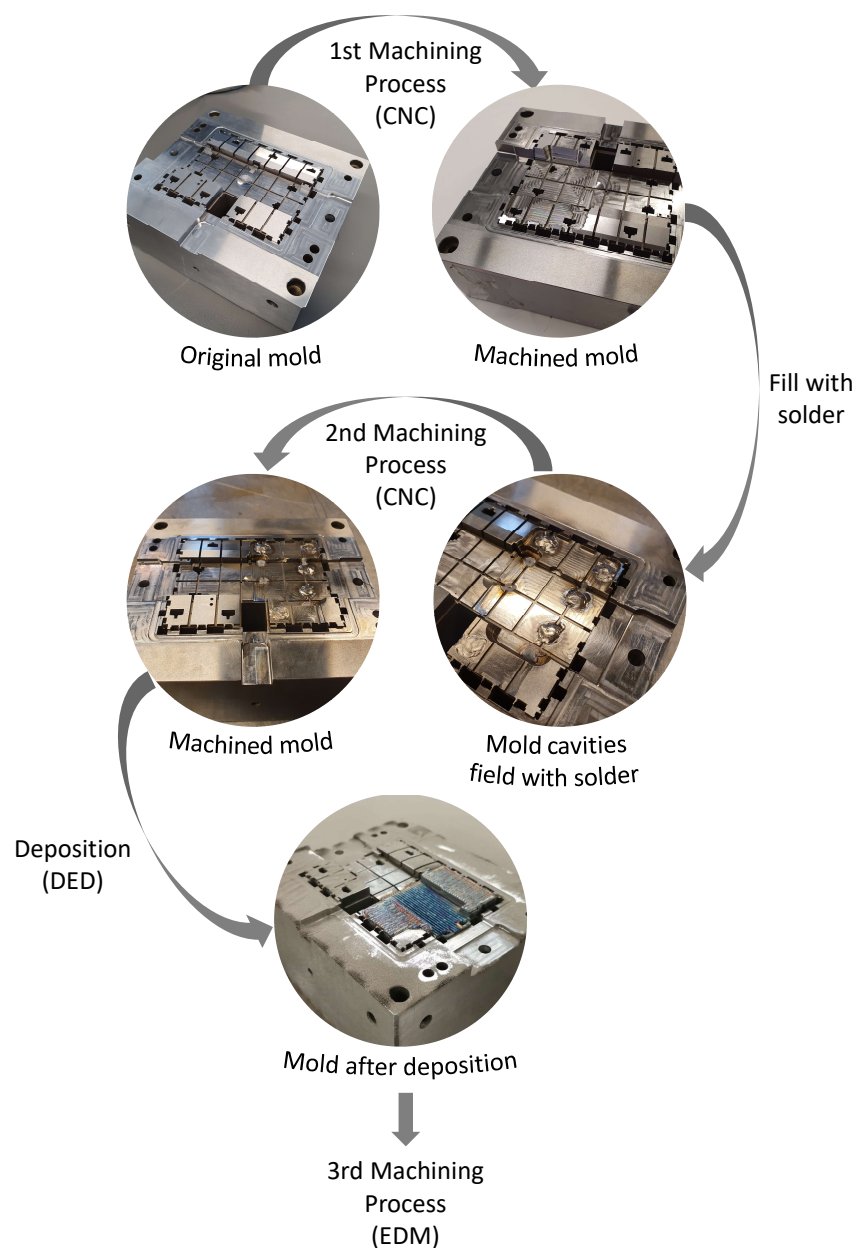 1st Machining
Process
(CNC)
Original mold
Machined mold
Fill with
solder
2nd Machining
Process
(CNC)
Machined mold
Mold cavities
field with solder
Deposition
(DED)
Mold after deposition
3rd Machining
Process
(EDM)